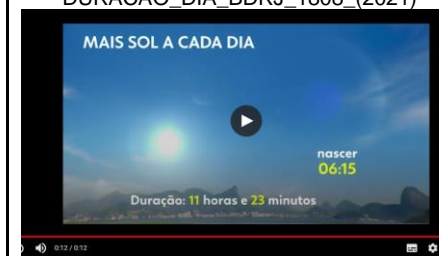 DURACAO_DIA_BDRJ_1808_(2021)
MAIS SOL A CADA DIA
nascer
06:15
Duração: 11 horas e 23 minutos
0:12 / 0:12